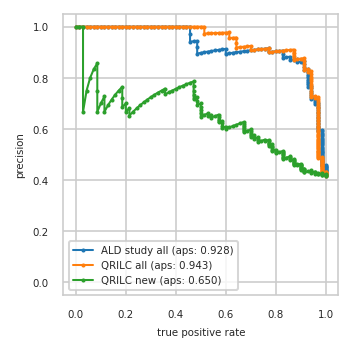 1.0
0.8
0.6
0.4
0.2
0.0
precision
ALD study all (aps: 0.928)
QRILC all (aps: 0.943)
QRILC new (aps: 0.650)
0.0 0.2 0.4 0.6 0.8 1.0
true positive rate